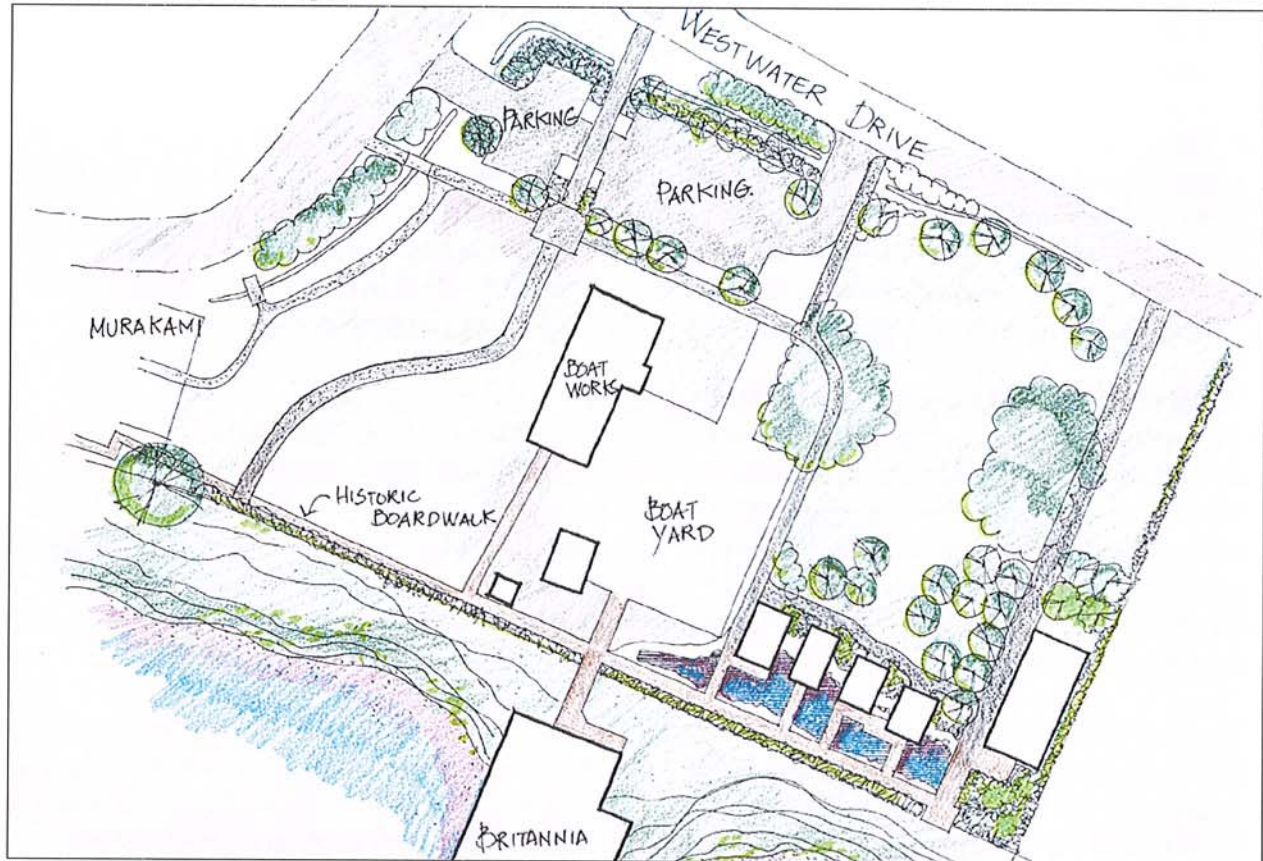 WESTWATER DRIVE
PARKING
PARKING.
MURAKAMI
BOAT
WORKS
HISTORIC
BOARDWALK
BOAT
YARD
BRITANNIA